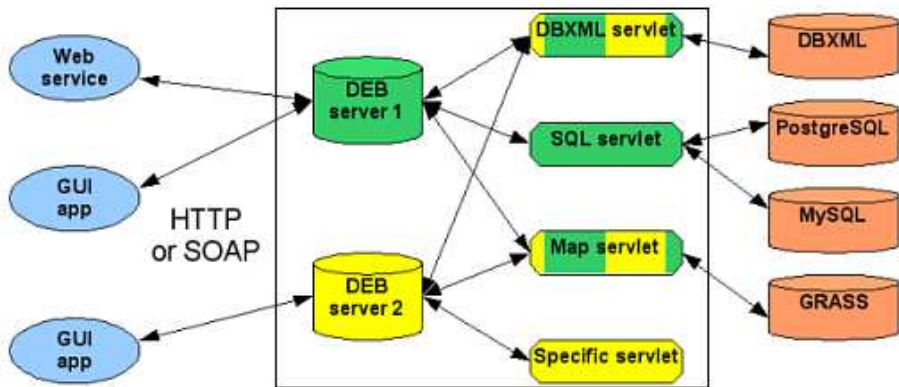 Web
service
GUI
app
GUI
app
HTTP
or SOAP
DEB
server 1
DEB
server 2
DBXML servlet
SQL servlet
Map servlet
Specific servlet
DBXML
PostgreSQL
MySQL
GRASS